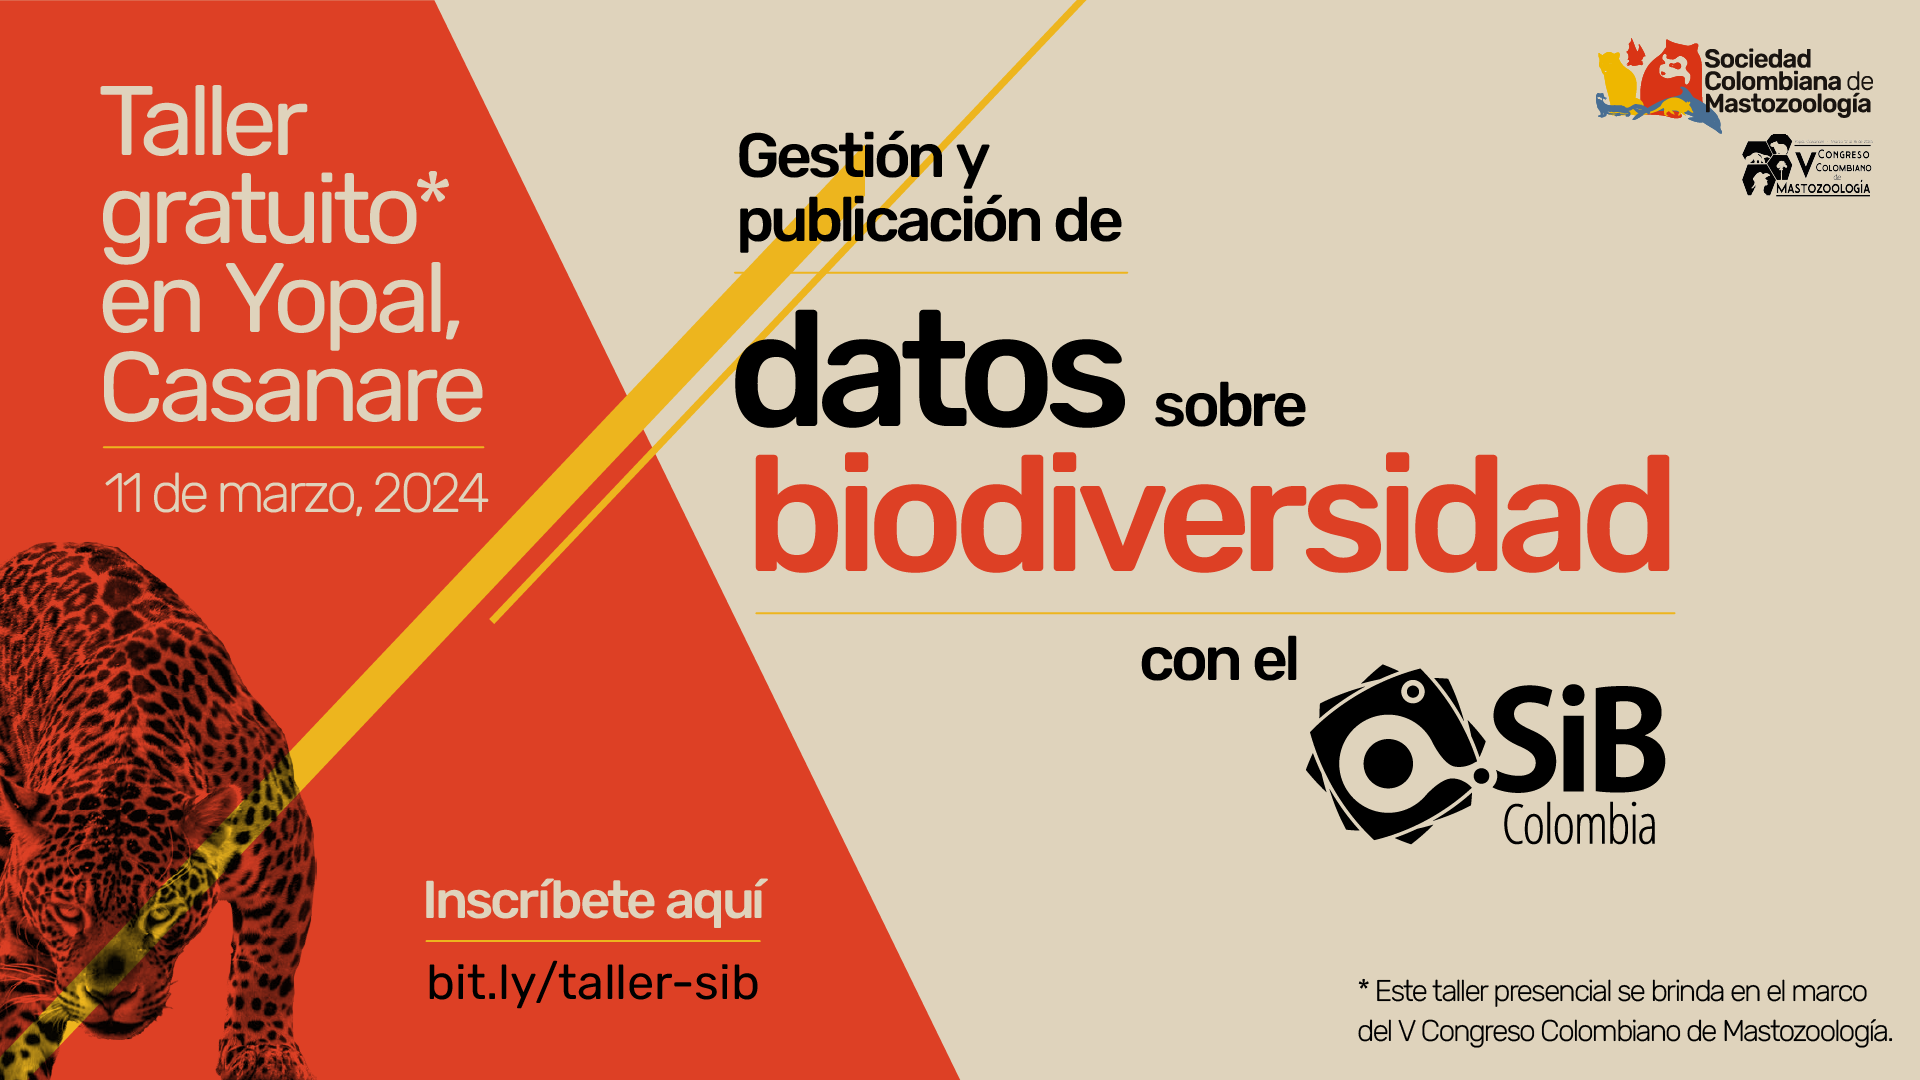 Taller
gratuito*
en Yopal,
Casanare
11 de marzo, 2024
Gestión y
publicación de
datos sobre
biodiversidad
con el
SiB
Colombia
Inscríbete aquí
bit.ly/taller-sib
Sociedad
Colombiana de
Mastozoología
V CONGRESO
COLOMBIANO
de
MASTOZOOLOGÍA
* Este taller presencial se brinda en el marco
del V Congreso Colombiano de Mastozoología.